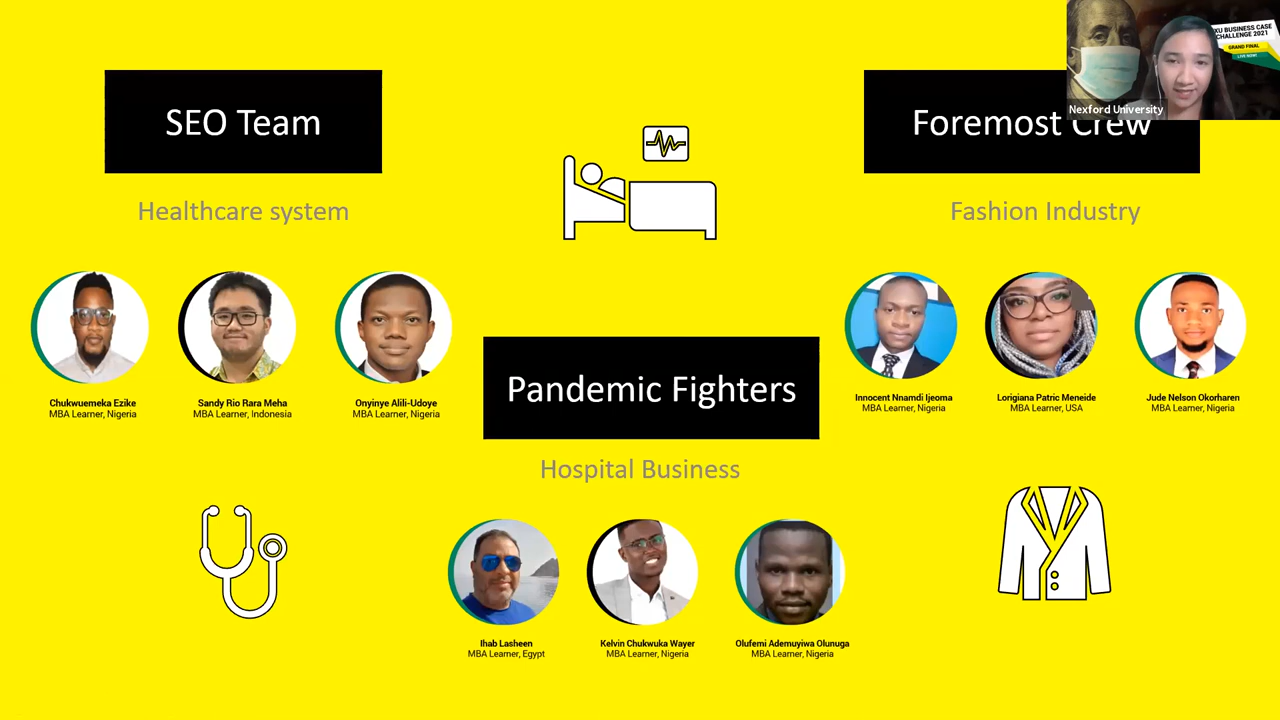 SEO Team
Healthcare system
Chukwuemeka Ezike
MBA Learner, Nigeria
Sandy Rio Rara Meha
MBA Learner, Indonesia
Onyinye Alili-Udoye
MBA Learner, Nigeria
Pandemic Fighters
Hospital Business
Ihab Lasheen
MBA Learner, Egypt
Kelvin Chukwuka Wayer
MBA Learner, Nigeria
Olufemi Ademuyiwa Olunuga
MBA Learner, Nigeria
Foremost Crew
Fashion Industry
Innocent Nnamdi Ijeoma
MBA Learner, Nigeria
Lorigiana Patric Meneide
MBA Learner, USA
Jude Nelson Okorharen
MBA Learner, Nigeria
XU BUSINESS CASE
CHALLENGE 2021
GRAND FINAL
LIVE NOW!
Nexford University